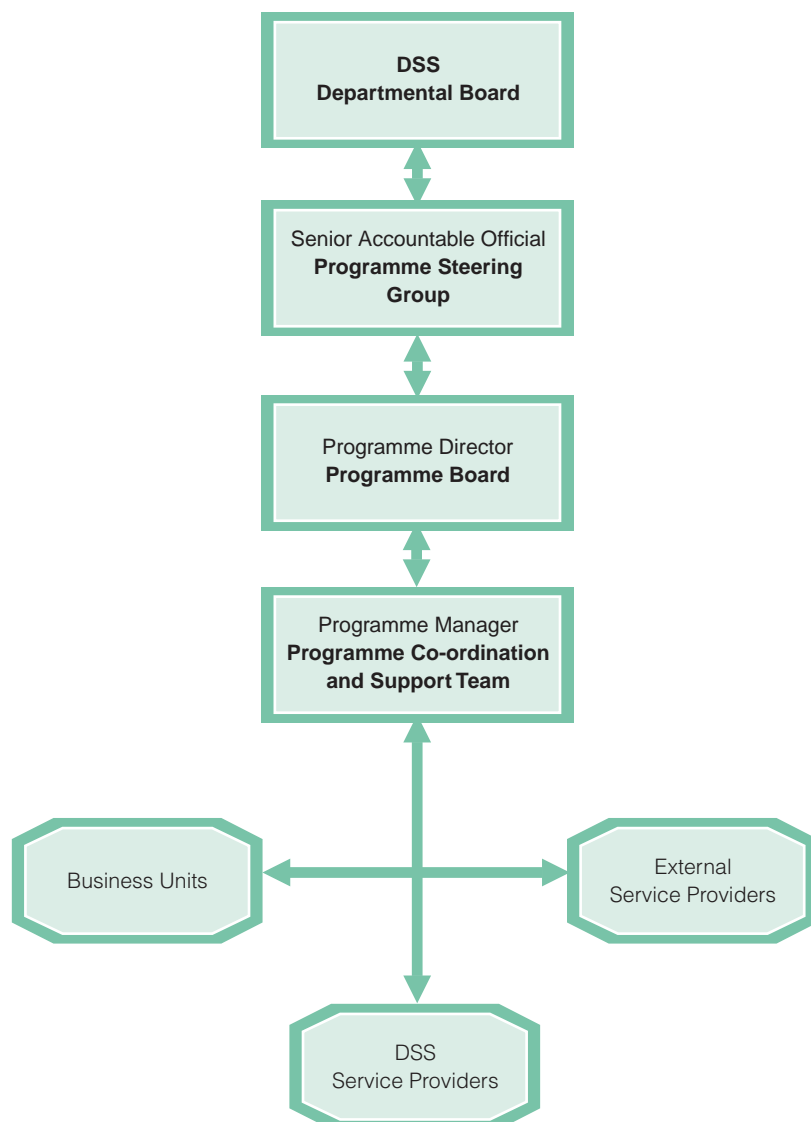 DSS
Departmental Board
Senior Accountable Official
Programme Steering
Group
Programme Director
Programme Board
Programme Manager
Programme Co-ordination
and Support Team
Business Units
External
Service Providers
DSS
Service Providers